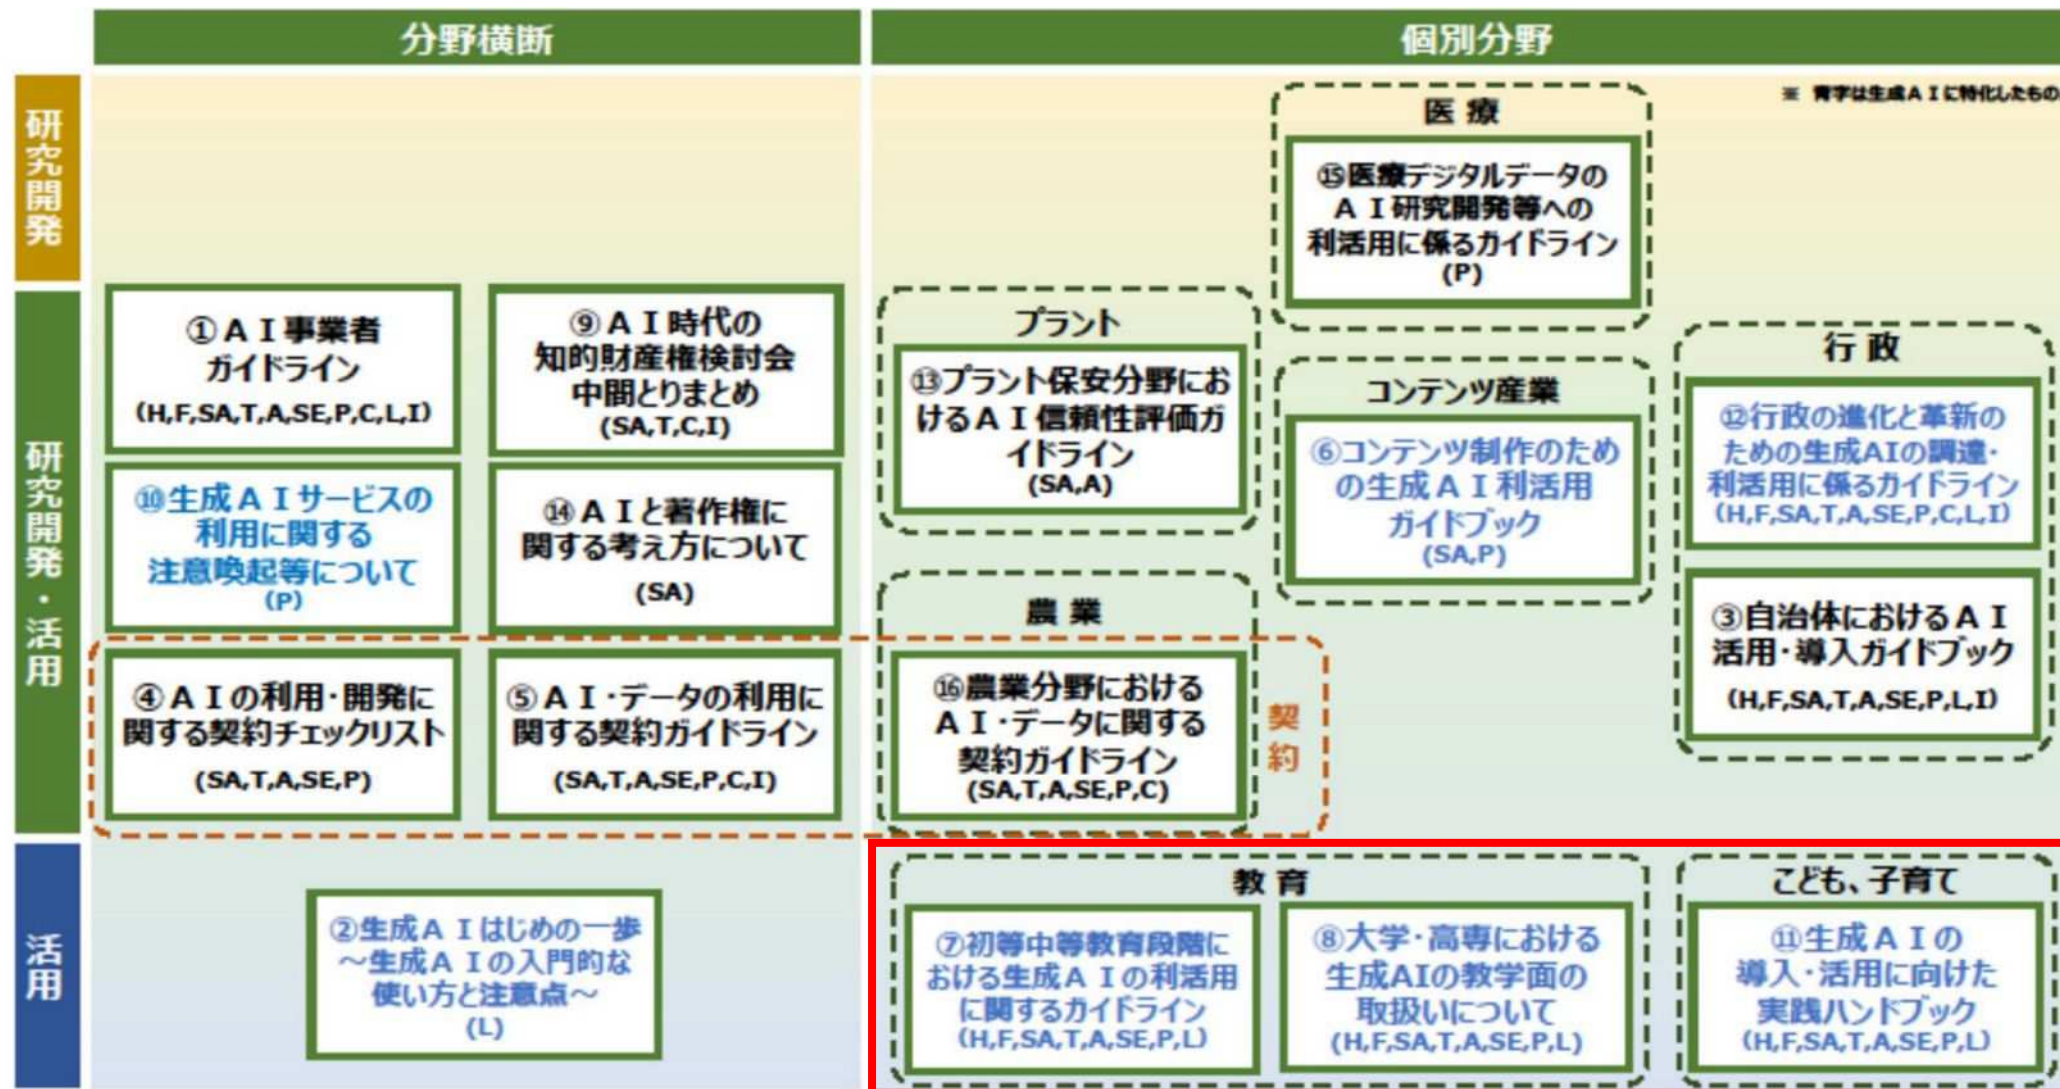 分野横断
個別分野
※ 青字は生成ＡＩに特化したもの
研究開発
医 療
⑮医療デジタルデータの
ＡＩ研究開発等への
利活用に係るガイドライン
(P)
研究開発・活用
①ＡＩ事業者
ガイドライン
(H,F,SA,T,A,SE,P,C,L,I)
⑨ＡＩ時代の
知的財産権検討会
中間とりまとめ
(SA,T,C,I)
プラント
⑬プラント保安分野にお
けるＡＩ信頼性評価ガ
イドライン
(SA,A)
コンテンツ産業
⑥コンテンツ制作のため
の生成ＡＩ利活用
ガイドブック
(SA,P)
行 政
⑫行政の進化と革新の
ための生成AIの調達・
利活用に係るガイドライン
(H,F,SA,T,A,SE,P,C,L,I)
⑩生成ＡＩサービスの
利用に関する
注意喚起等について
(P)
⑭ＡＩと著作権に
関する考え方について
(SA)
③自治体におけるＡＩ
活用・導入ガイドブック
(H,F,SA,T,A,SE,P,L,I)
④ＡＩの利用・開発に
関する契約チェックリスト
(SA,T,A,SE,P)
⑤ＡＩ・データの利用に
関する契約ガイドライン
(SA,T,A,SE,P,C,I)
農 業
⑯農業分野における
ＡＩ・データに関する
契約ガイドライン
(SA,T,A,SE,P,C)
契約
活用
②生成ＡＩはじめの一歩
～生成ＡＩの入門的な
使い方と注意点～
(L)
教 育
⑦初等中等教育段階に
おける生成ＡＩの利活用
に関するガイドライン
(H,F,SA,T,A,SE,P,L)
⑧大学・高専における
生成AIの教学面の
取扱いについて
(H,F,SA,T,A,SE,P,L)
こども、子育て
⑪生成ＡＩの
導入・活用に向けた
実践ハンドブック
(H,F,SA,T,A,SE,P,L)